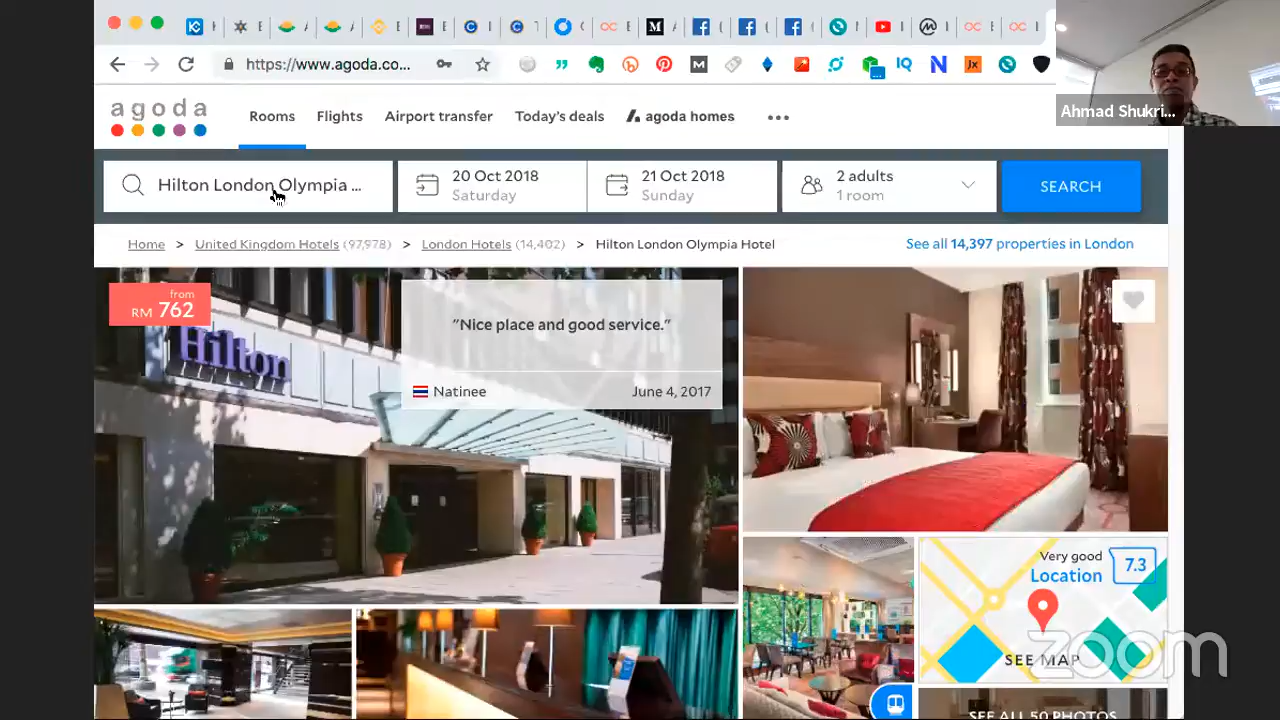 https://www.agoda.co...
Ahmad Shukri...
agoda
Rooms
Flights
Airport transfer
Today's deals
agoda homes
Hilton London Olympia ...
20 Oct 2018
Saturday
21 Oct 2018
Sunday
2 adults
1 room
SEARCH
Home > United Kingdom Hotels (97,978) > London Hotels (14,402) > Hilton London Olympia Hotel
See all 14,397 properties in London
from
RM 762
Hilton
"Nice place and good service."
Natinee
June 4, 2017
Very good
Location
7.3
SEE MAP
zoom
SEE ALL 50 PHOTOS